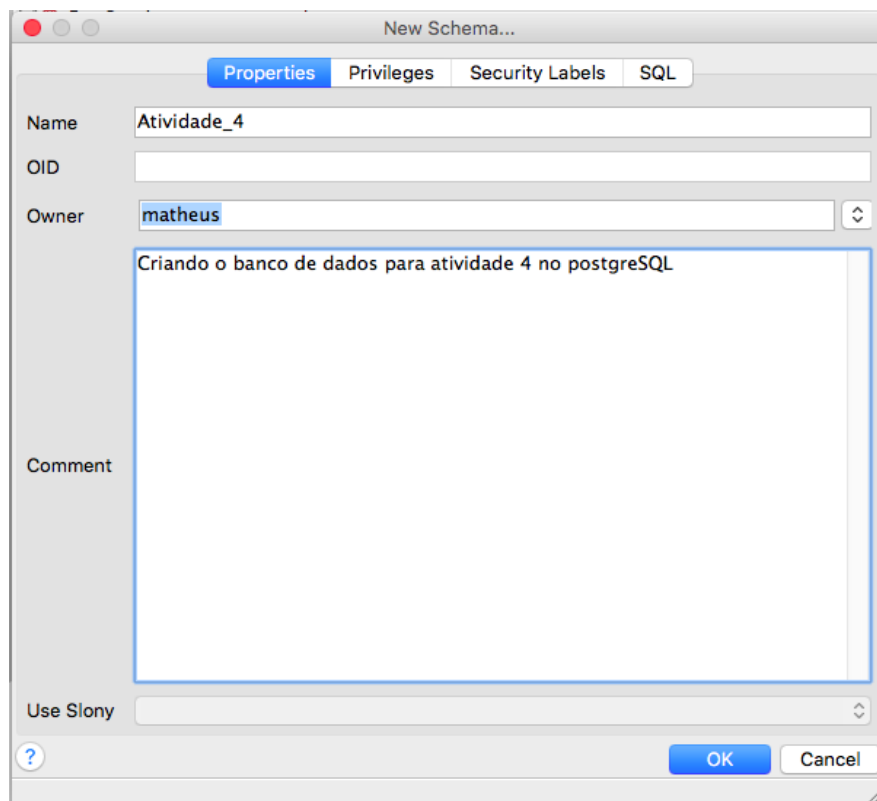 New Schema...
Properties Privileges Security Labels SQL
Name Atividade_4
OID
Owner matheus
Comment Criando o banco de dados para atividade 4 no postgreSQL
Use Slony
? OK Cancel